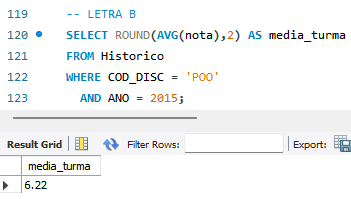 119 -- LETRA B
120 SELECT ROUND(AVG(nota),2) AS media_turma
121 FROM Historico
122 WHERE COD_DISC = 'POO'
123 AND ANO = 2015;
Result Grid Filter Rows: Export:
media_turma
6.22